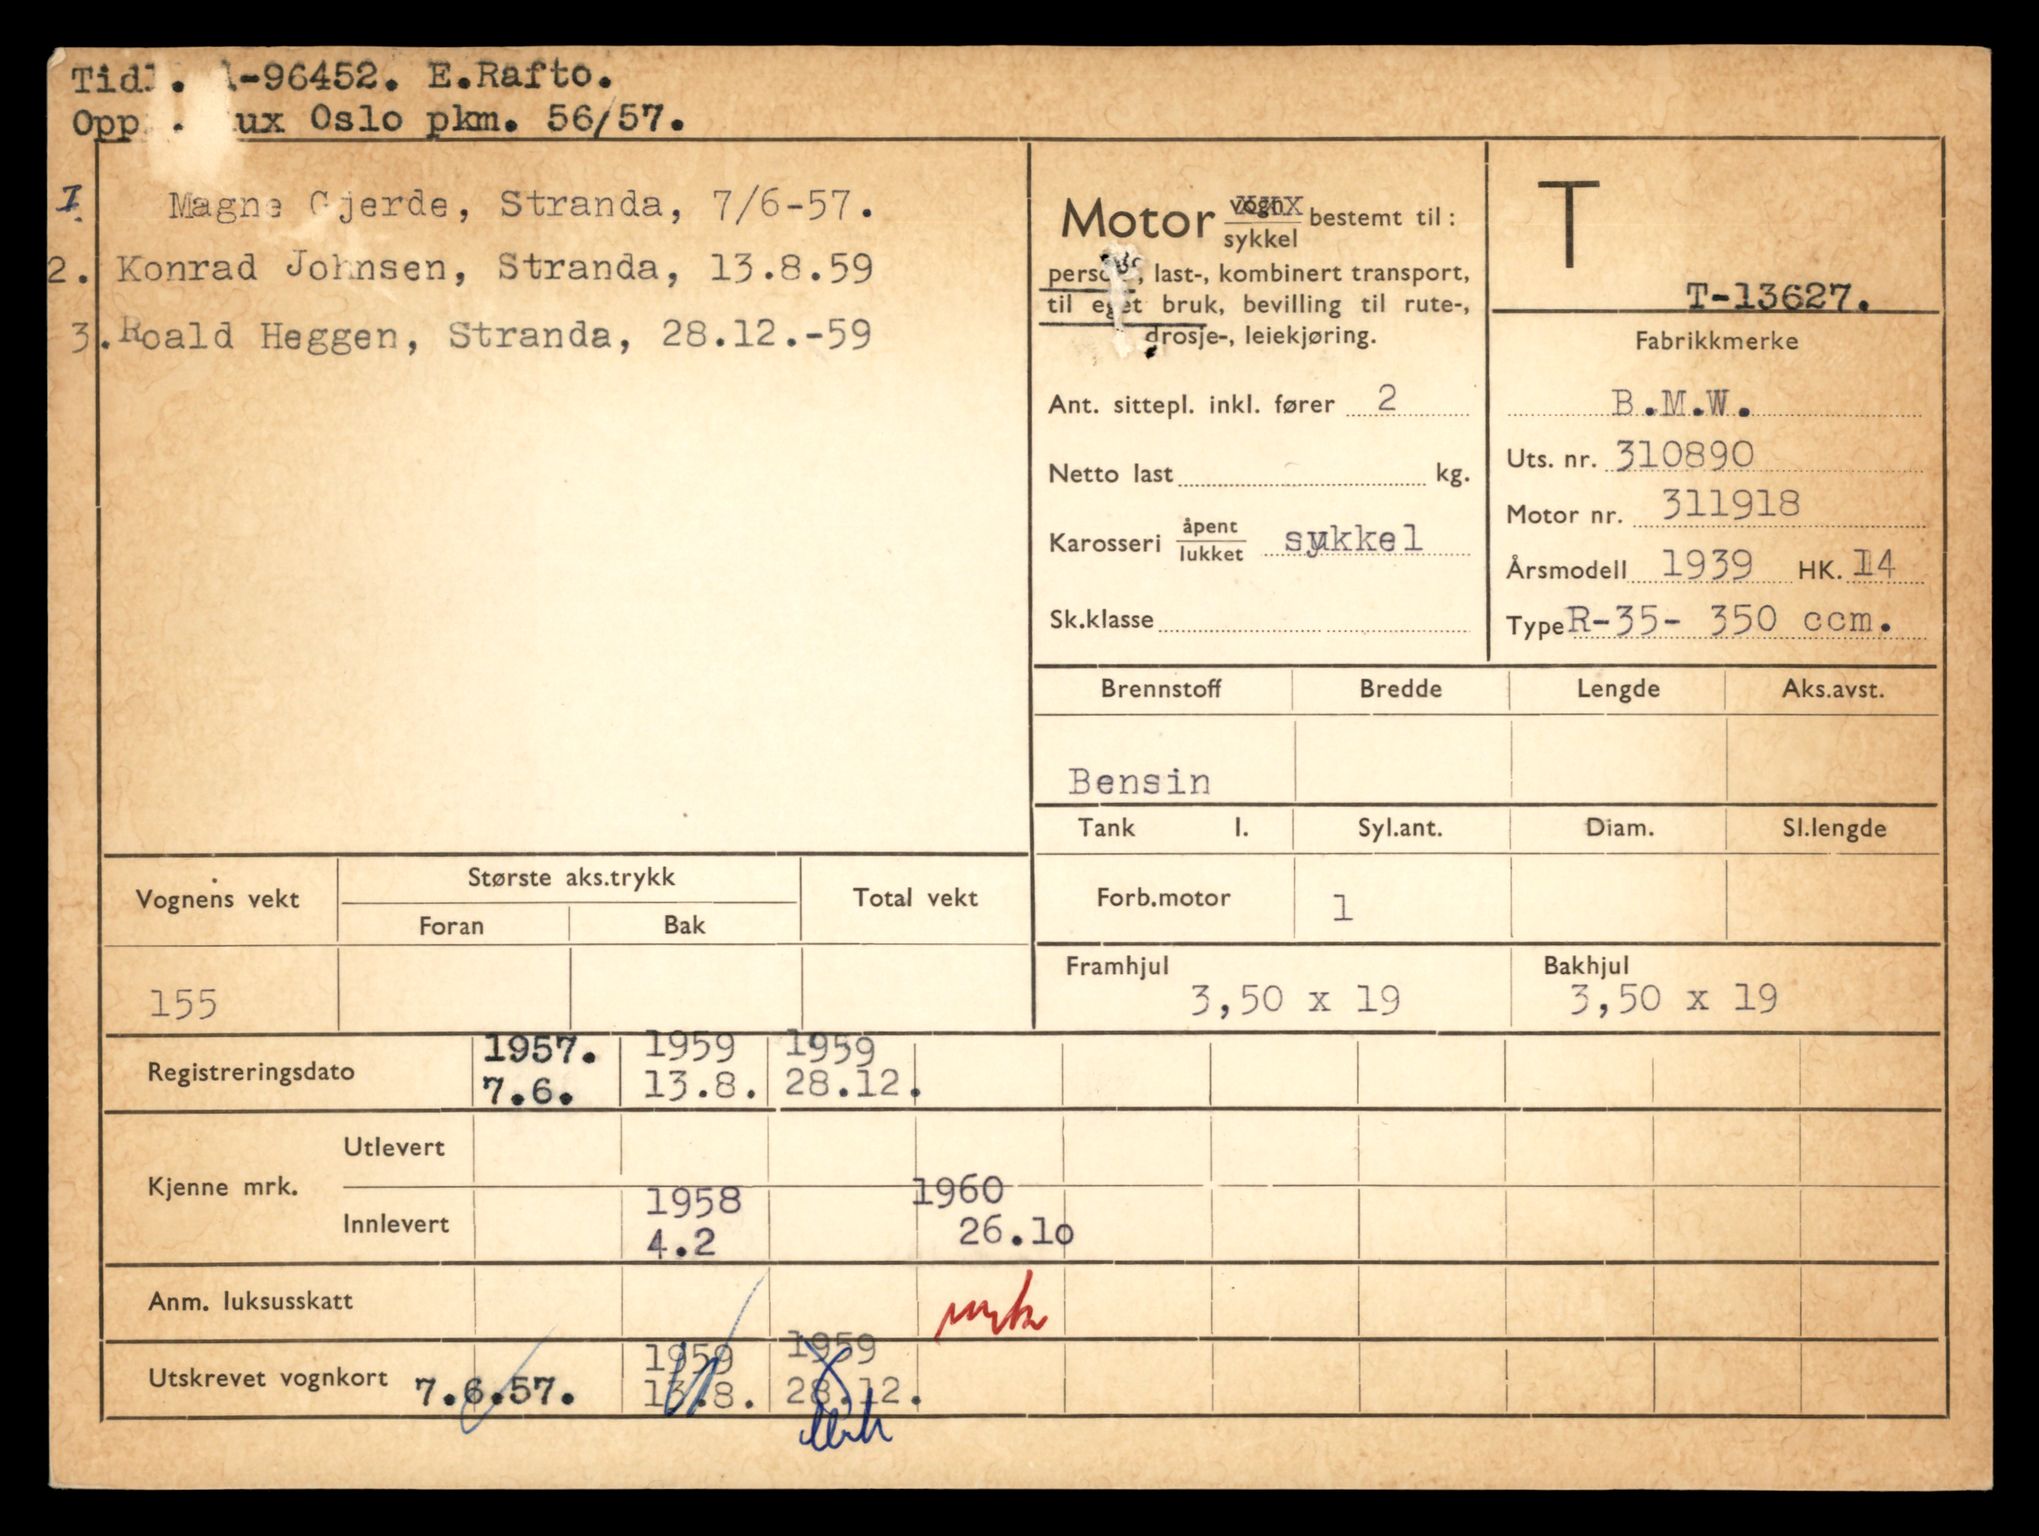 Tidl. A-96452. E.Rafto.
Opp. ux Oslo pkm. 56/57.
1. Magne Gjerde, Stranda, 7/6-57.
2. Konrad Johnsen, Stranda, 13.8.59
3. Roald Heggen, Stranda, 28.12.-59
Motor vogn/sykkel bestemt til:
person-, last-, kombinert transport,
til eget bruk, bevilling til rute-,
drosje-, leiekjøring.
Ant. sittepl. inkl. fører 2
Netto last kg.
Karosseri åpent/lukket sykkel
Sk.klasse
T
T-13627.
Fabrikkmerke
B.M.W.
Uts. nr. 310890
Motor nr. 311918
Årsmodell 1939 HK. 14
Type R-35- 350 ccm.
Brennstoff Bredde Lengde Aks.avst.
Bensin
Tank l. Syl.ant. Diam. Sl.lengde
Forb.motor 1
Framhjul Bakhjul
3,50 x 19 3,50 x 19
Vognens vekt Største aks.trykk Total vekt
Foran Bak
155
1957. 1959 1959
Registreringsdato
7.6. 13.8. 28.12.
Utlevert
Kjenne mrk.
1958 1960
Innlevert
4.2 26.10
Anm. luksusskatt
1959 1959
Utskrevet vognkort 7.6.57. 13.8. 28.12.